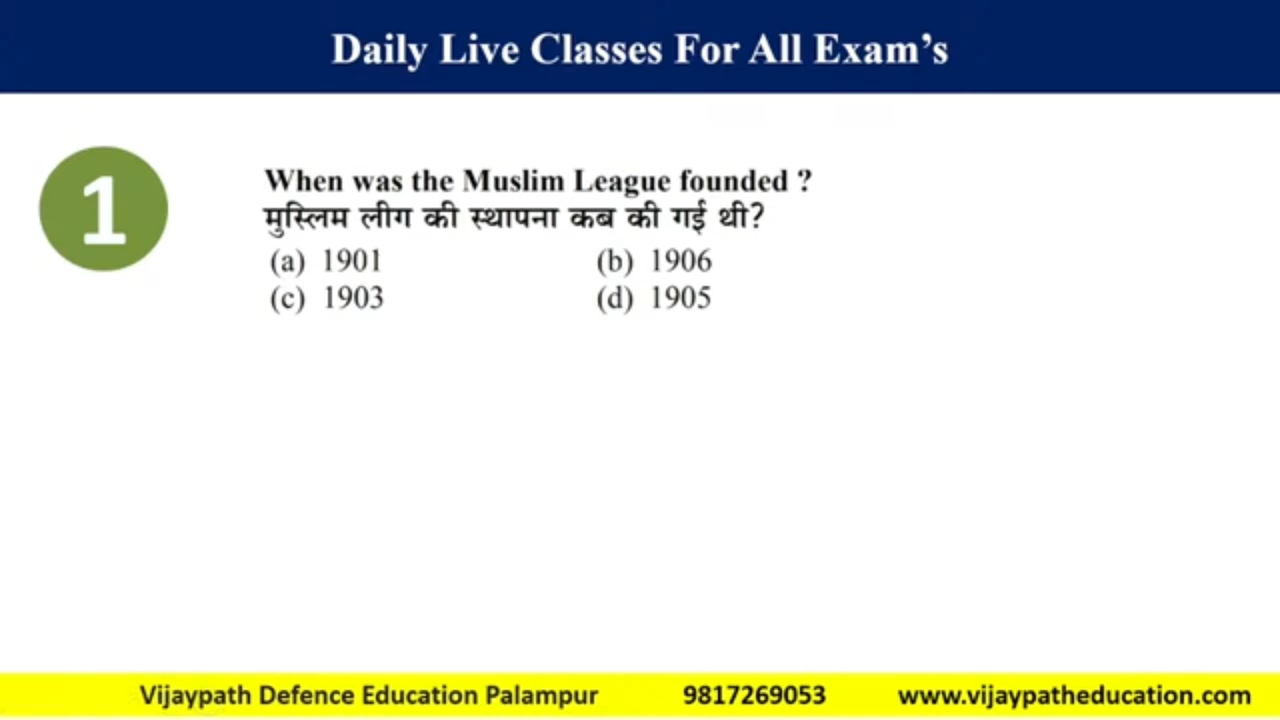 Daily Live Classes For All Exam’s
1
When was the Muslim League founded ?
मुस्लिम लीग की स्थापना कब की गई थी?
(a) 1901 (b) 1906
(c) 1903 (d) 1905
Vijaypath Defence Education Palampur 9817269053 www.vijaypatheducation.com